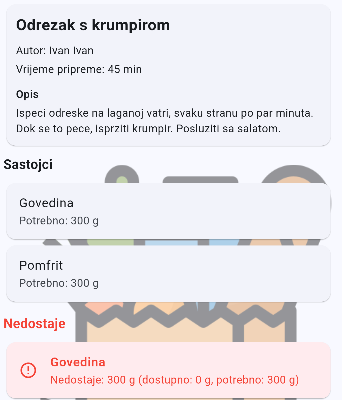 Odrezak s krumpirom
Autor: Ivan Ivan
Vrijeme pripreme: 45 min
Opis
Ispeci odreske na laganoj vatri, svaku stranu po par minuta.
Dok se to pece, isprziti krumpir. Posluziti sa salatom.
Sastojci
Govedina
Potrebno: 300 g
Pomfrit
Potrebno: 300 g
Nedostaje
Govedina
Nedostaje: 300 g (dostupno: 0 g, potrebno: 300 g)